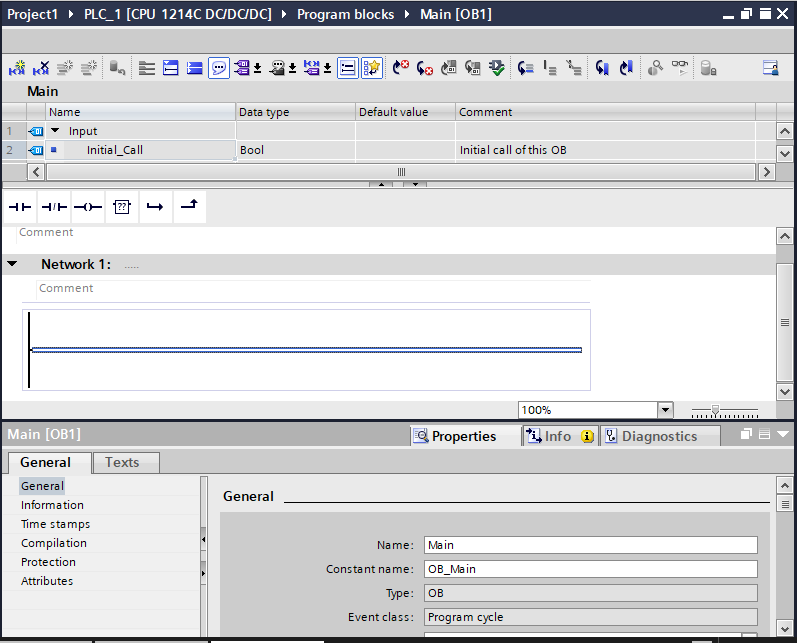 Project1 ▸ PLC_1 [CPU 1214C DC/DC/DC] ▸ Program blocks ▸ Main [OB1]
Main
Name Data type Default value Comment
1 Input
2 Initial_Call Bool Initial call of this OB
??
Comment
Network 1: .....
Comment
100%
Main [OB1] Properties Info Diagnostics
General Texts
General
Information
Time stamps
Compilation
Protection
Attributes
General
Name: Main
Constant name: OB_Main
Type: OB
Event class: Program cycle